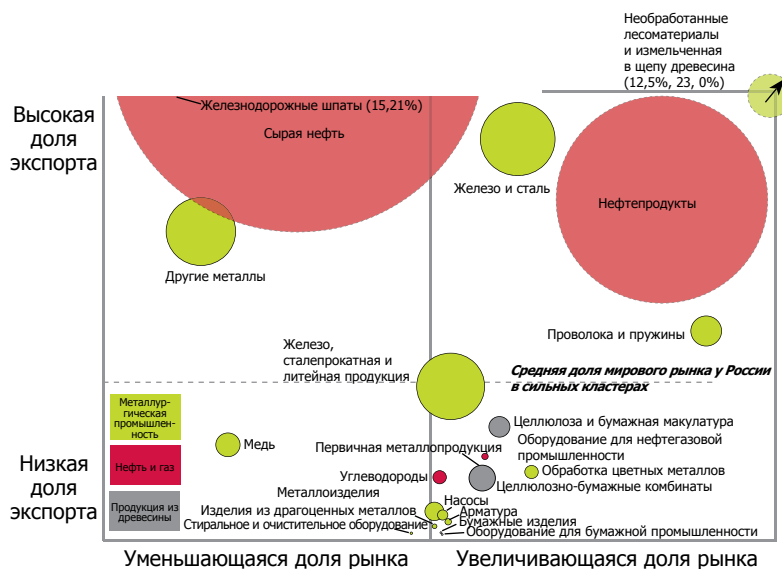 Необработанные
лесоматериалы
и измельченная
в щепу древесина
(12,5%, 23, 0%)
Высокая
доля
экспорта
Железнодорожные шпаты (15,21%)
Сырая нефть
Железо и сталь
Нефтепродукты
Другие металлы
Проволока и пружины
Железо,
сталепрокатная и
литейная продукция
Средняя доля мирового рынка у России
в сильных кластерах
Металлур-
гическая
промышлен-
ность
Нефть и газ
Продукция из
древесины
Медь
Целлюлоза и бумажная макулатура
Оборудование для нефтегазовой
промышленности
Первичная металлопродукция
Обработка цветных металлов
Углеводороды
Целлюлозно-бумажные комбинаты
Металлоизделия
Насосы
Изделия из драгоценных металлов
Арматура
Стиральное и очистительное оборудование
Бумажные изделия
Оборудование для бумажной промышленности
Низкая
доля
экспорта
Уменьшающаяся доля рынка
Увеличивающаяся доля рынка